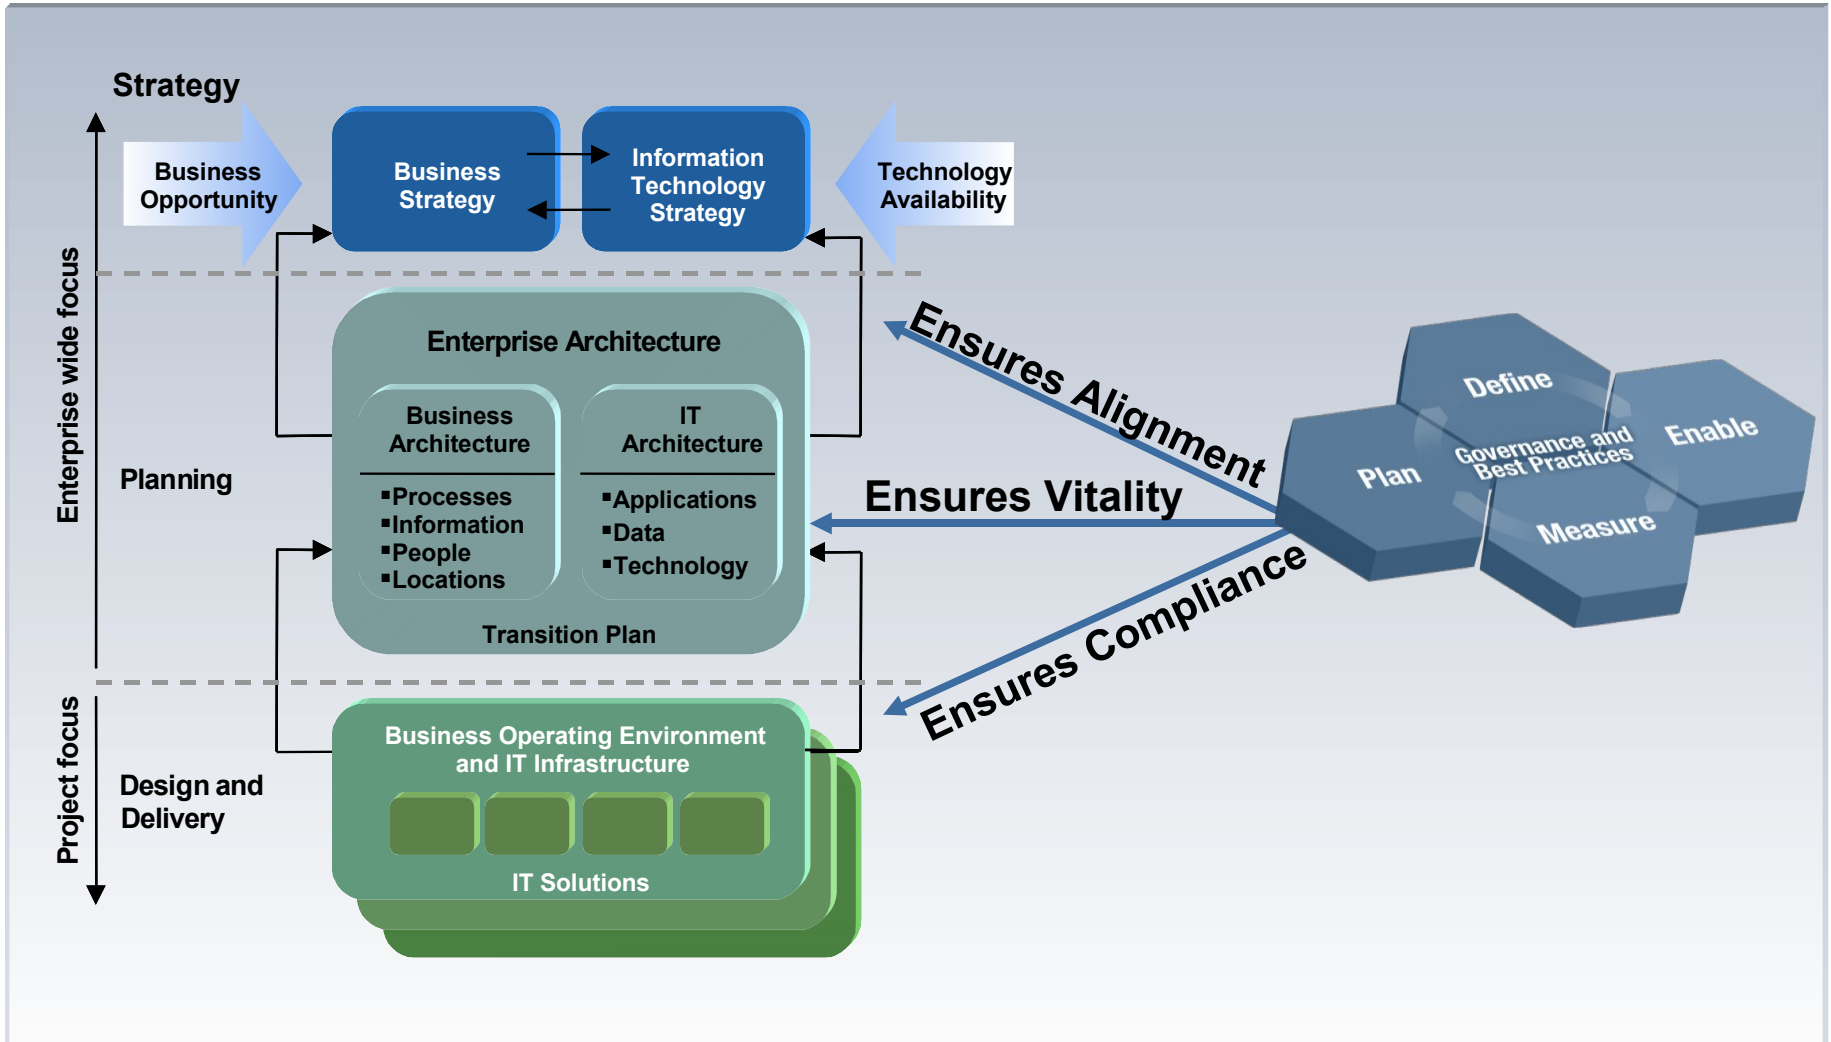 Strategy
Business
Opportunity
Business
Strategy
Information
Technology
Strategy
Technology
Availability
Enterprise wide focus
Planning
Enterprise Architecture
Business
Architecture
▪Processes
▪Information
▪People
▪Locations
IT
Architecture
▪Applications
▪Data
▪Technology
Transition Plan
Ensures Alignment
Ensures Vitality
Ensures Compliance
Define
Enable
Plan
Governance and
Best Practices
Measure
Project focus
Design and
Delivery
Business Operating Environment
and IT Infrastructure
IT Solutions